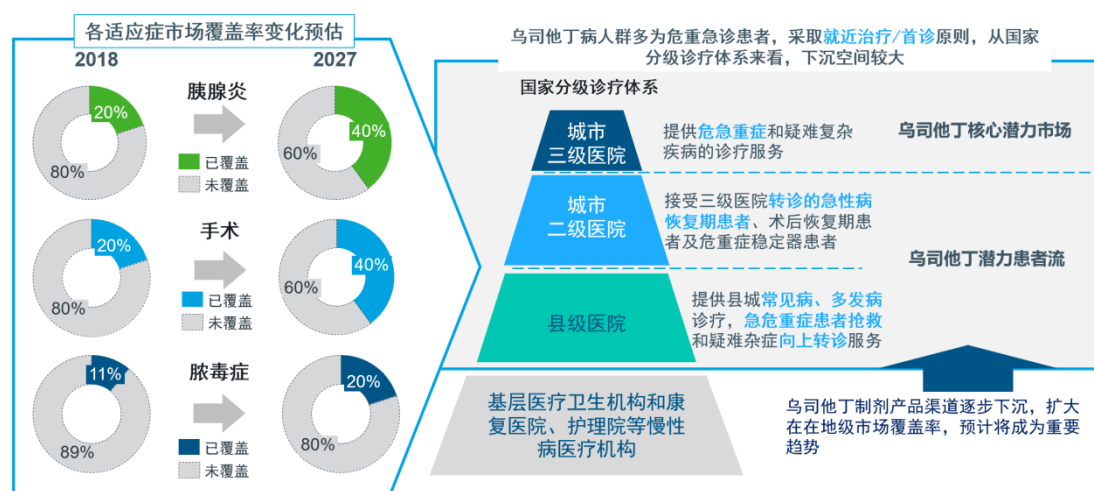 各适应症市场覆盖率变化预估
2018
2027
胰腺炎
20%
80%
40%
60%
已覆盖
未覆盖
手术
20%
80%
40%
60%
已覆盖
未覆盖
脓毒症
11%
89%
20%
80%
已覆盖
未覆盖
乌司他丁病人群多为危重急诊患者，采取就近治疗/首诊原则，从国家
分级诊疗体系来看，下沉空间较大
国家分级诊疗体系
城市
三级医院
提供危急重症和疑难复杂
疾病的诊疗服务
乌司他丁核心潜力市场
城市
二级医院
接受三级医院转诊的急性病
恢复期患者、术后恢复期患
者及危重症稳定器患者
乌司他丁潜力患者流
县级医院
提供县城常见病、多发病
诊疗，急危重症患者抢救
和疑难杂症向上转诊服务
基层医疗卫生机构和康
复医院、护理院等慢性
病医疗机构
乌司他丁制剂产品渠道逐步下沉，扩大
在在地级市场覆盖率，预计将成为重要
趋势